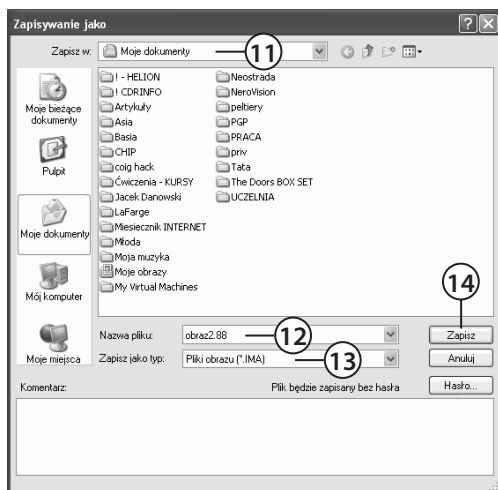 Zapisywanie jako
Zapisz w: Moje dokumenty 11
Moje bieżące dokumenty
Pulpit
Moje dokumenty
Mój komputer
Moje miejsca
! - HELION
! CDRINFO
Artykuły
Asia
Basia
CHIP
coig hack
Ćwiczenia - KURSY
Jacek Danowski
LaFarge
Miesiecznik INTERNET
Młoda
Moja muzyka
Moje obrazy
My Virtual Machines
Neostrada
NeroVision
peltiery
PGP
PRACA
priv
Tata
The Doors BOX SET
UCZELNIA
14
Nazwa pliku: obraz2.88 12 Zapisz
Zapisz jako typ: Pliki obrazu (*.IMA) 13 Anuluj
Komentarz: Plik będzie zapisany bez hasła Hasło...